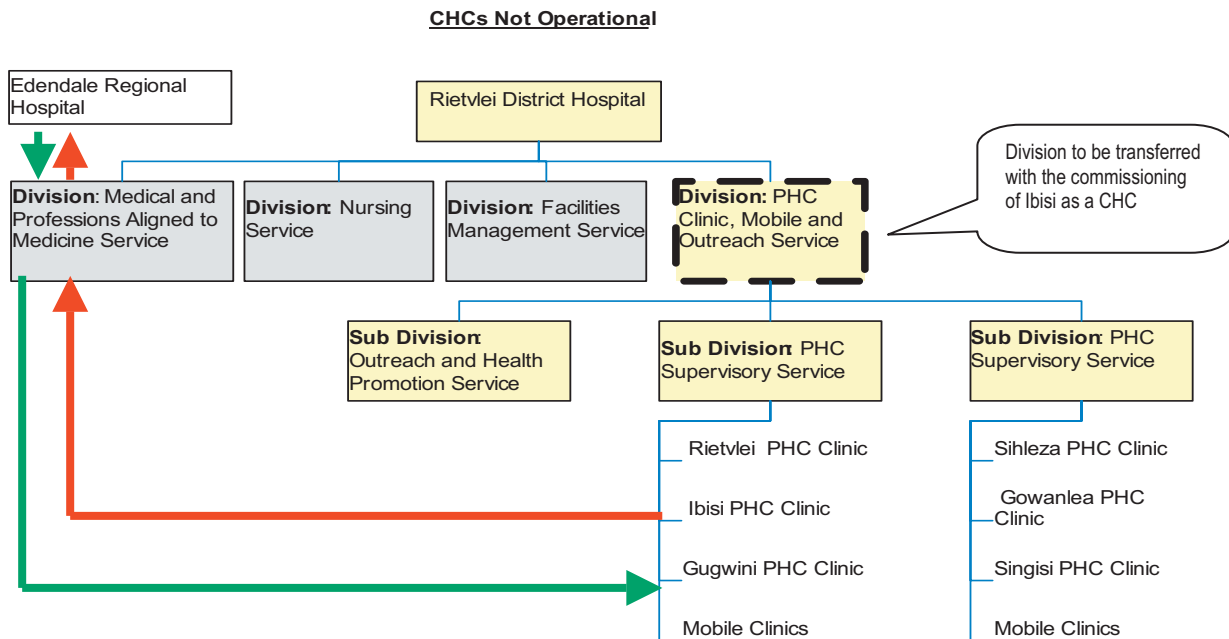 CHCs Not Operational
Edendale Regional
Hospital
Rietvlei District Hospital
Division to be transferred
with the commissioning
of Ibisi as a CHC
Division: Medical and
Professions Aligned to
Medicine Service
Division: Nursing
Service
Division: Facilities
Management Service
Division: PHC
Clinic, Mobile and
Outreach Service
Sub Division:
Outreach and Health
Promotion Service
Sub Division: PHC
Supervisory Service
Sub Division: PHC
Supervisory Service
Rietvlei PHC Clinic
Ibisi PHC Clinic
Gugwini PHC Clinic
Mobile Clinics
Sihleza PHC Clinic
Gowanlea PHC
Clinic
Singisi PHC Clinic
Mobile Clinics